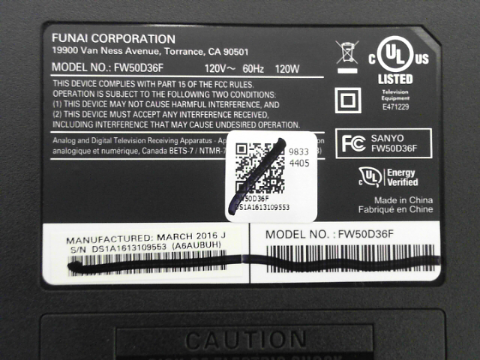 FUNAI CORPORATION
19900 Van Ness Avenue, Torrance, CA 90501
MODEL NO.: FW50D36F 120V~ 60Hz 120W
THIS DEVICE COMPLIES WITH PART 15 OF THE FCC RULES.
OPERATION IS SUBJECT TO THE FOLLOWING TWO CONDITIONS:
(1) THIS DEVICE MAY NOT CAUSE HARMFUL INTERFERENCE, AND
(2) THIS DEVICE MUST ACCEPT ANY INTERFERENCE RECEIVED,
INCLUDING INTERFERENCE THAT MAY CAUSE UNDESIRED OPERATION.
Analog and Digital Television Receiving Apparatus -
analogique et numérique, Canada BETS-7 / NTMR-
C UL US
LISTED
Television
Equipment
E471229
FC SANYO
FW50D36F
UL Energy
Verified
Made in China
Fabriqué en Chine
9833
4405
FW50D36F
DS1A1613109553
MANUFACTURED: MARCH 2016 J
S/N DS1A1613109553 (A6AUBUH)
MODEL NO. : FW50D36F
CAUTION